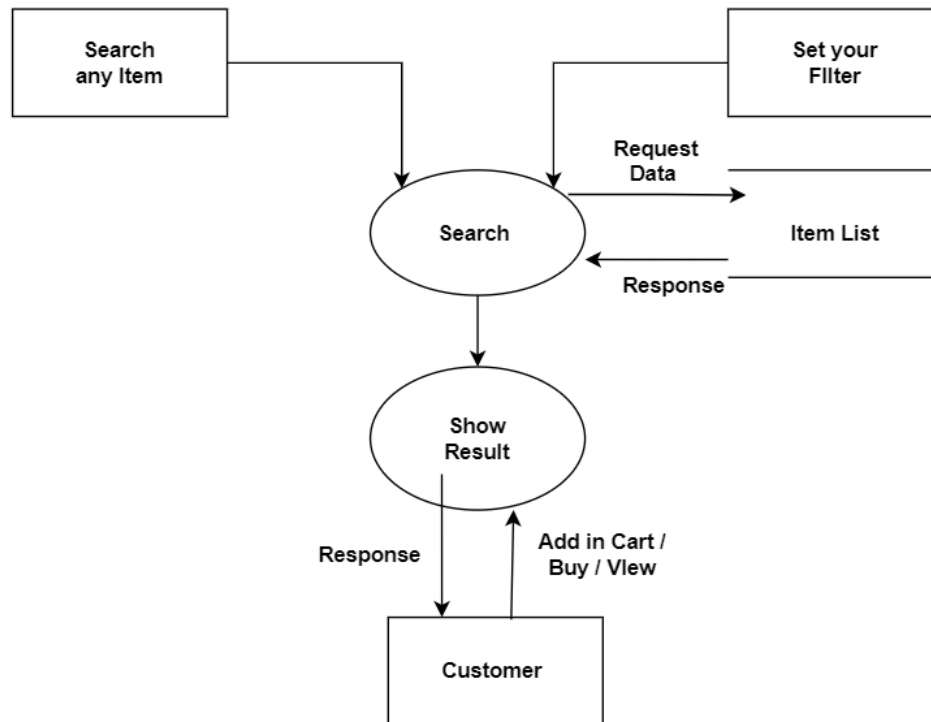 Search
any Item
Set your
FIlter
Request
Data
Search
Item List
Response
Show
Result
Response
Add in Cart /
Buy / VIew
Customer